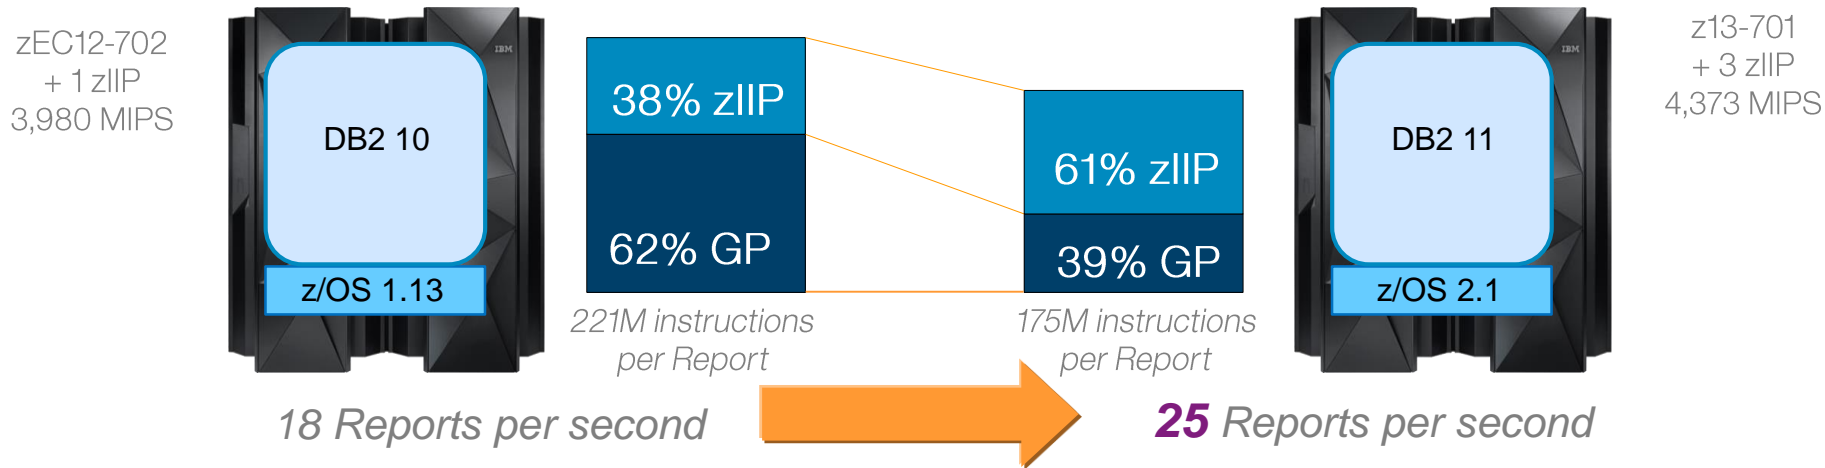 zEC12-702
+ 1 zIIP
3,980 MIPS
IBM
DB2 10
z/OS 1.13
38% zIIP
62% GP
221M instructions
per Report
18 Reports per second
61% zIIP
39% GP
175M instructions
per Report
IBM
DB2 11
z/OS 2.1
z13-701
+ 3 zIIP
4,373 MIPS
25 Reports per second